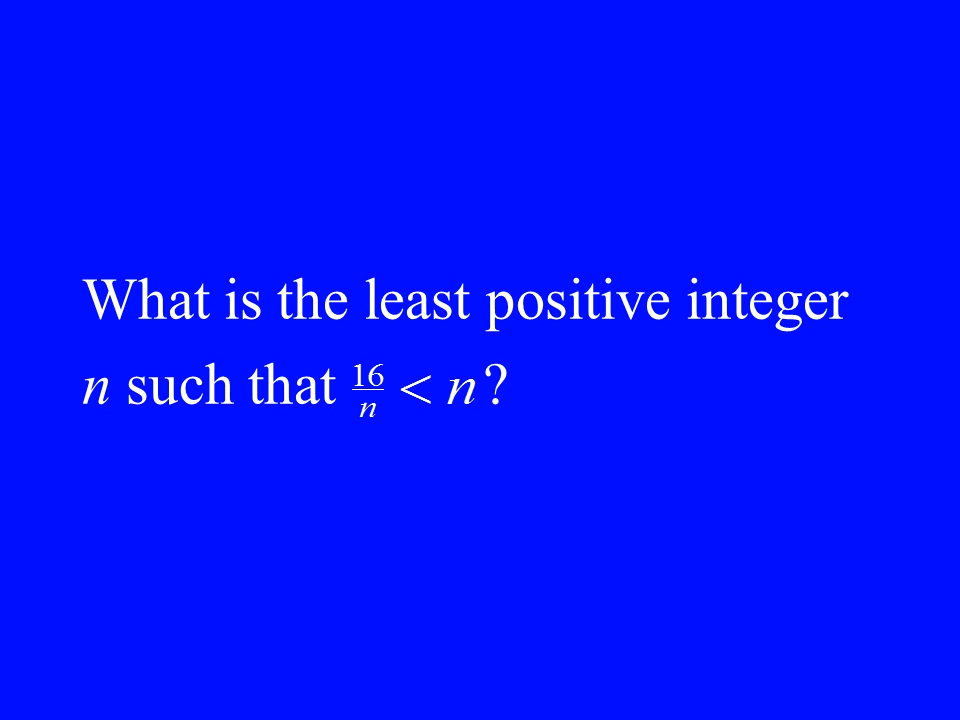 What is the least positive integer
n such that 16/n < n ?